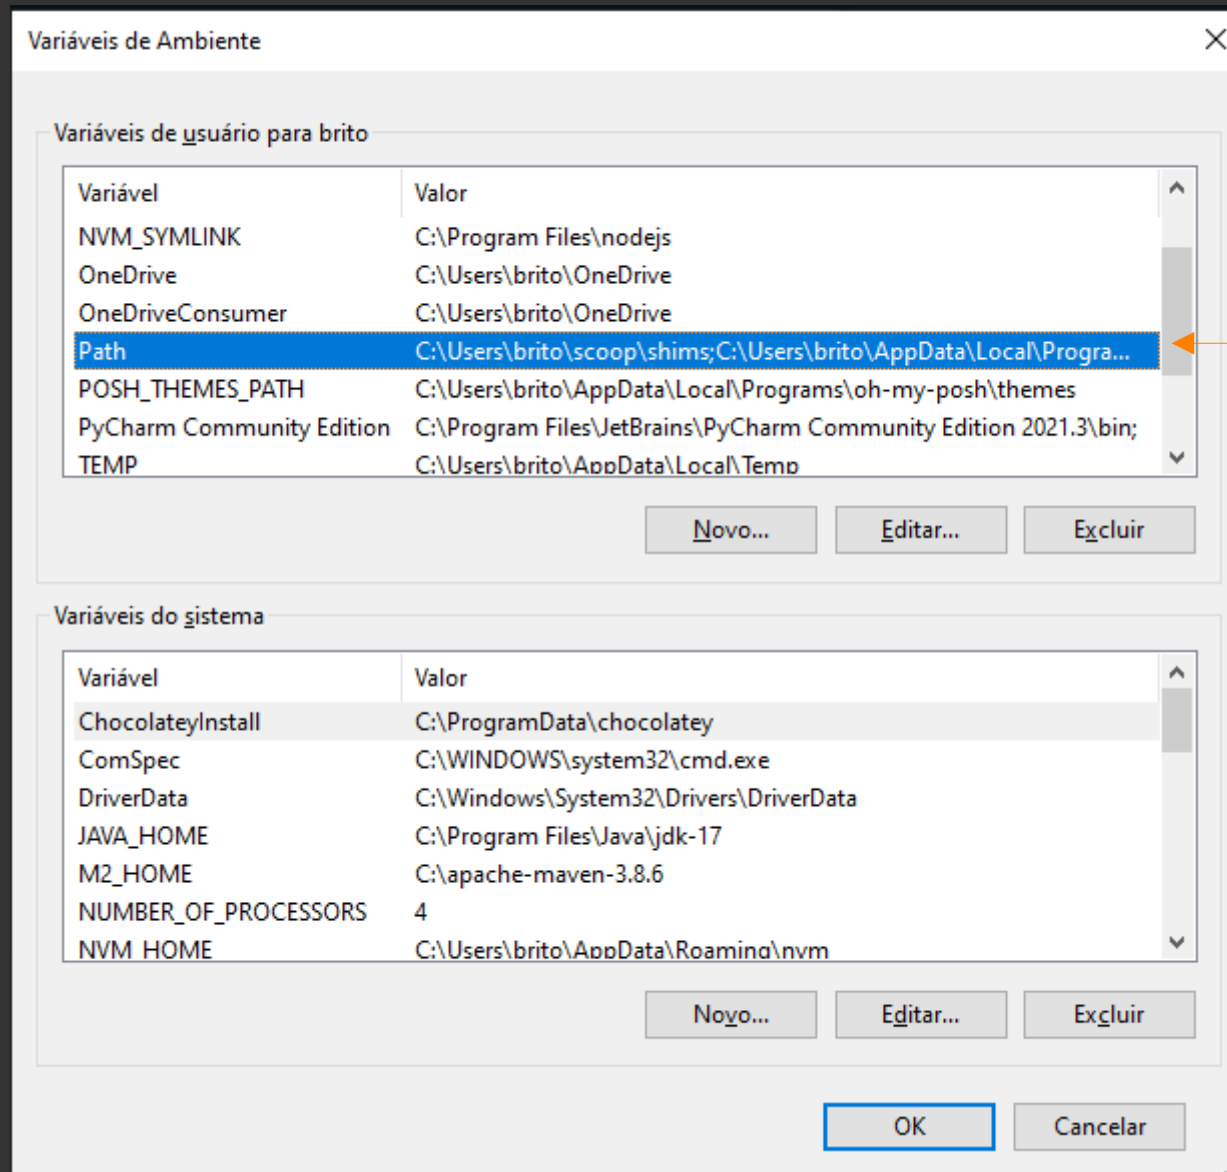 Variáveis de Ambiente
Variáveis de usuário para brito
Variável Valor
NVM_SYMLINK C:\Program Files\nodejs
OneDrive C:\Users\brito\OneDrive
OneDriveConsumer C:\Users\brito\OneDrive
Path C:\Users\brito\scoop\shims;C:\Users\brito\AppData\Local\Progra...
POSH_THEMES_PATH C:\Users\brito\AppData\Local\Programs\oh-my-posh\themes
PyCharm Community Edition C:\Program Files\JetBrains\PyCharm Community Edition 2021.3\bin;
TEMP C:\Users\brito\AppData\Local\Temp
Novo... Editar... Excluir
Variáveis do sistema
Variável Valor
ChocolateyInstall C:\ProgramData\chocolatey
ComSpec C:\WINDOWS\system32\cmd.exe
DriverData C:\Windows\System32\Drivers\DriverData
JAVA_HOME C:\Program Files\Java\jdk-17
M2_HOME C:\apache-maven-3.8.6
NUMBER_OF_PROCESSORS 4
NVM_HOME C:\Users\brito\AppData\Roaming\nvm
Novo... Editar... Excluir
OK Cancelar